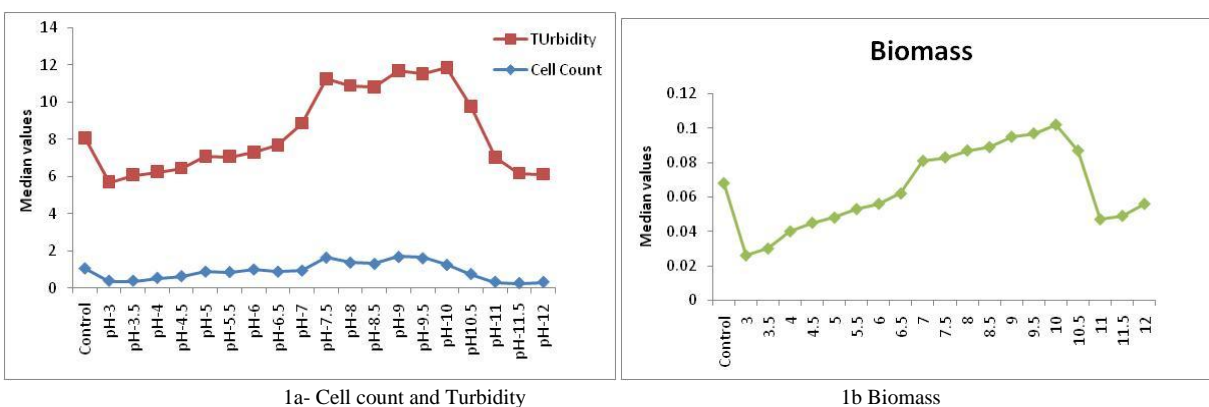 14
12
10
8
6
4
2
0
Median values
TUrbidity
Cell Count
Control
pH-3
pH-3.5
pH-4
pH-4.5
pH-5
pH-5.5
pH-6
pH-6.5
pH-7
pH-7.5
pH-8
pH-8.5
pH-9
pH-9.5
pH-10
pH10.5
pH-11
pH-11.5
pH-12
1a- Cell count and Turbidity
Biomass
0.12
0.1
0.08
0.06
0.04
0.02
0
Median values
Control
3
3.5
4
4.5
5
5.5
6
6.5
7
7.5
8
8.5
9
9.5
10
10.5
11
11.5
12
1b Biomass